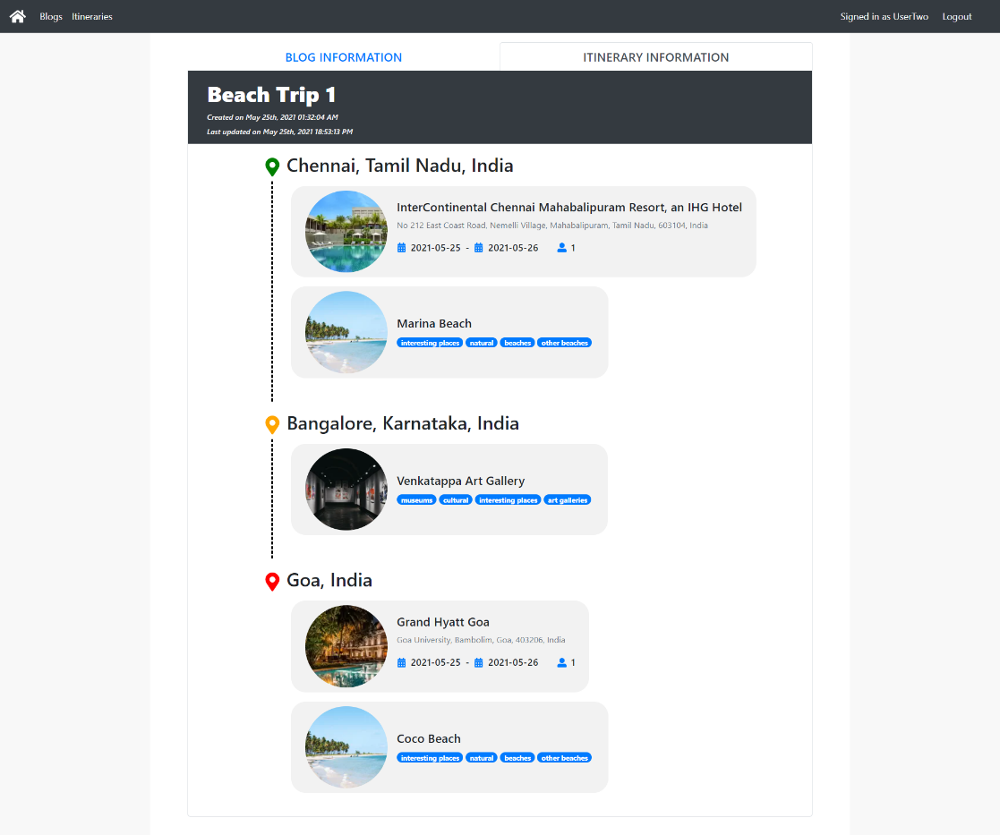 Blogs Itineraries Signed in as UserTwo Logout
BLOG INFORMATION ITINERARY INFORMATION
Beach Trip 1
Created on May 25th, 2021 01:32:04 AM
Last updated on May 25th, 2021 18:53:13 PM
Chennai, Tamil Nadu, India
InterContinental Chennai Mahabalipuram Resort, an IHG Hotel
No 212 East Coast Road, Nemelli Village, Mahabalipuram, Tamil Nadu, 603104, India
2021-05-25 - 2021-05-26 1
Marina Beach
interesting places natural beaches other beaches
Bangalore, Karnataka, India
Venkatappa Art Gallery
museums cultural interesting places art galleries
Goa, India
Grand Hyatt Goa
Goa University, Bambolim, Goa, 403206, India
2021-05-25 - 2021-05-26 1
Coco Beach
interesting places natural beaches other beaches